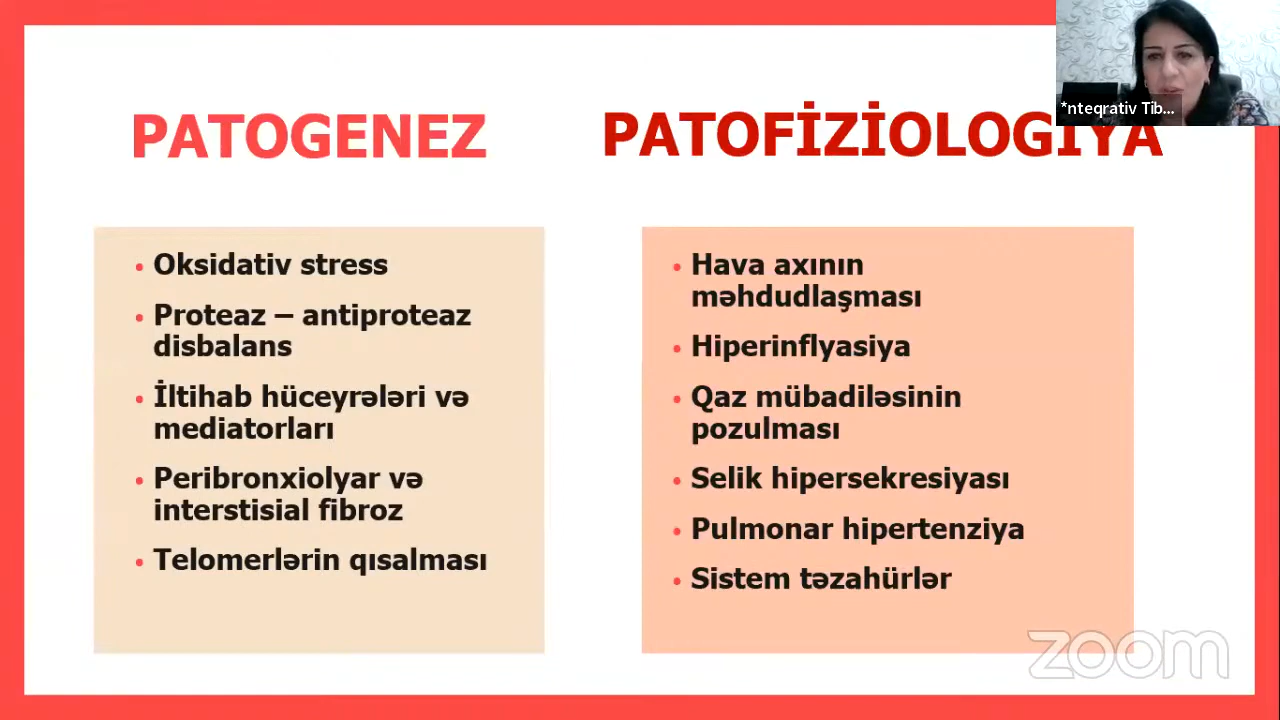 *nteqrativ Tib...
PATOGENEZ
PATOFİZİOLOGİYA
• Oksidativ stress
• Proteaz – antiproteaz
disbalans
• İltihab hüceyrələri və
mediatorları
• Peribronxiolyar və
interstisial fibroz
• Telomerlərin qısalması
• Hava axının
məhdudlaşması
• Hiperinflyasiya
• Qaz mübadiləsinin
pozulması
• Selik hipersekresiyası
• Pulmonar hipertenziya
• Sistem təzahürlər
zoom